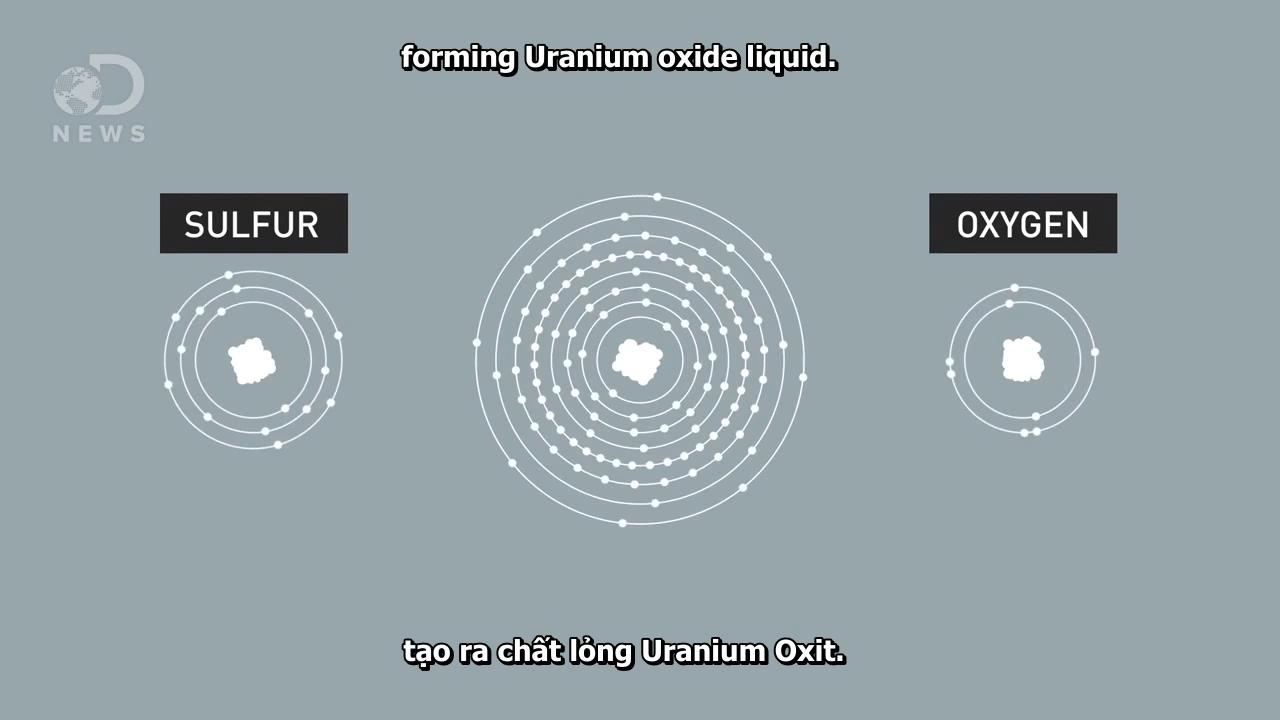 forming Uranium oxide liquid.
NEWS
SULFUR
OXYGEN
tạo ra chất lỏng Uranium Oxit.